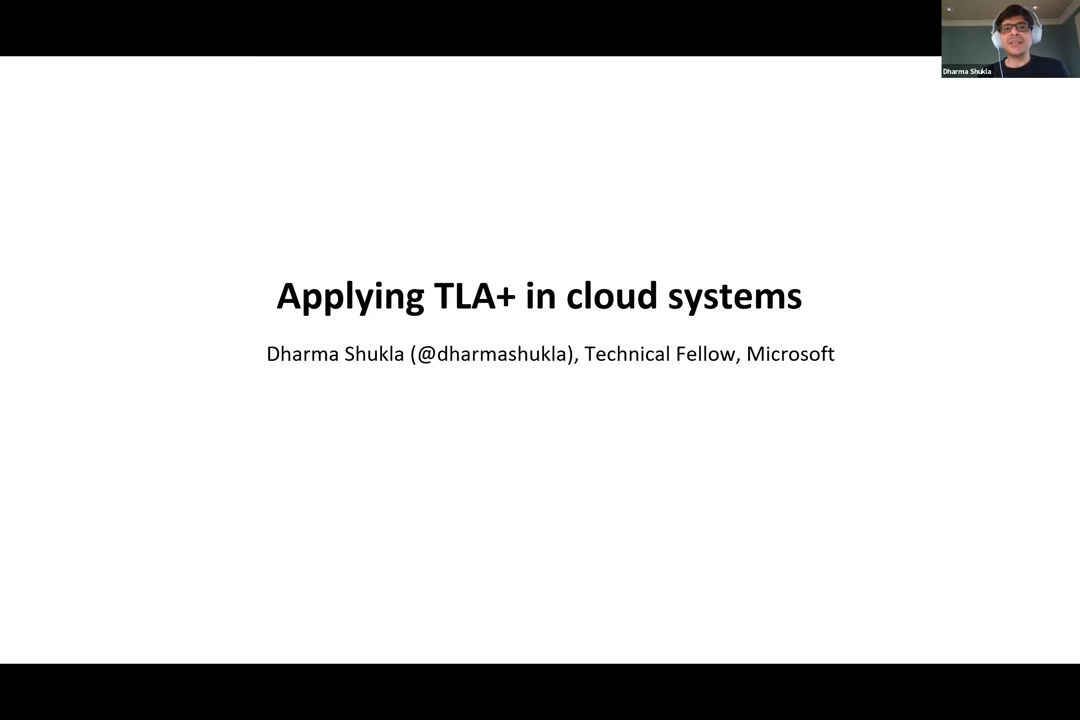 Dharma Shukla
Applying TLA+ in cloud systems
Dharma Shukla (@dharmashukla), Technical Fellow, Microsoft